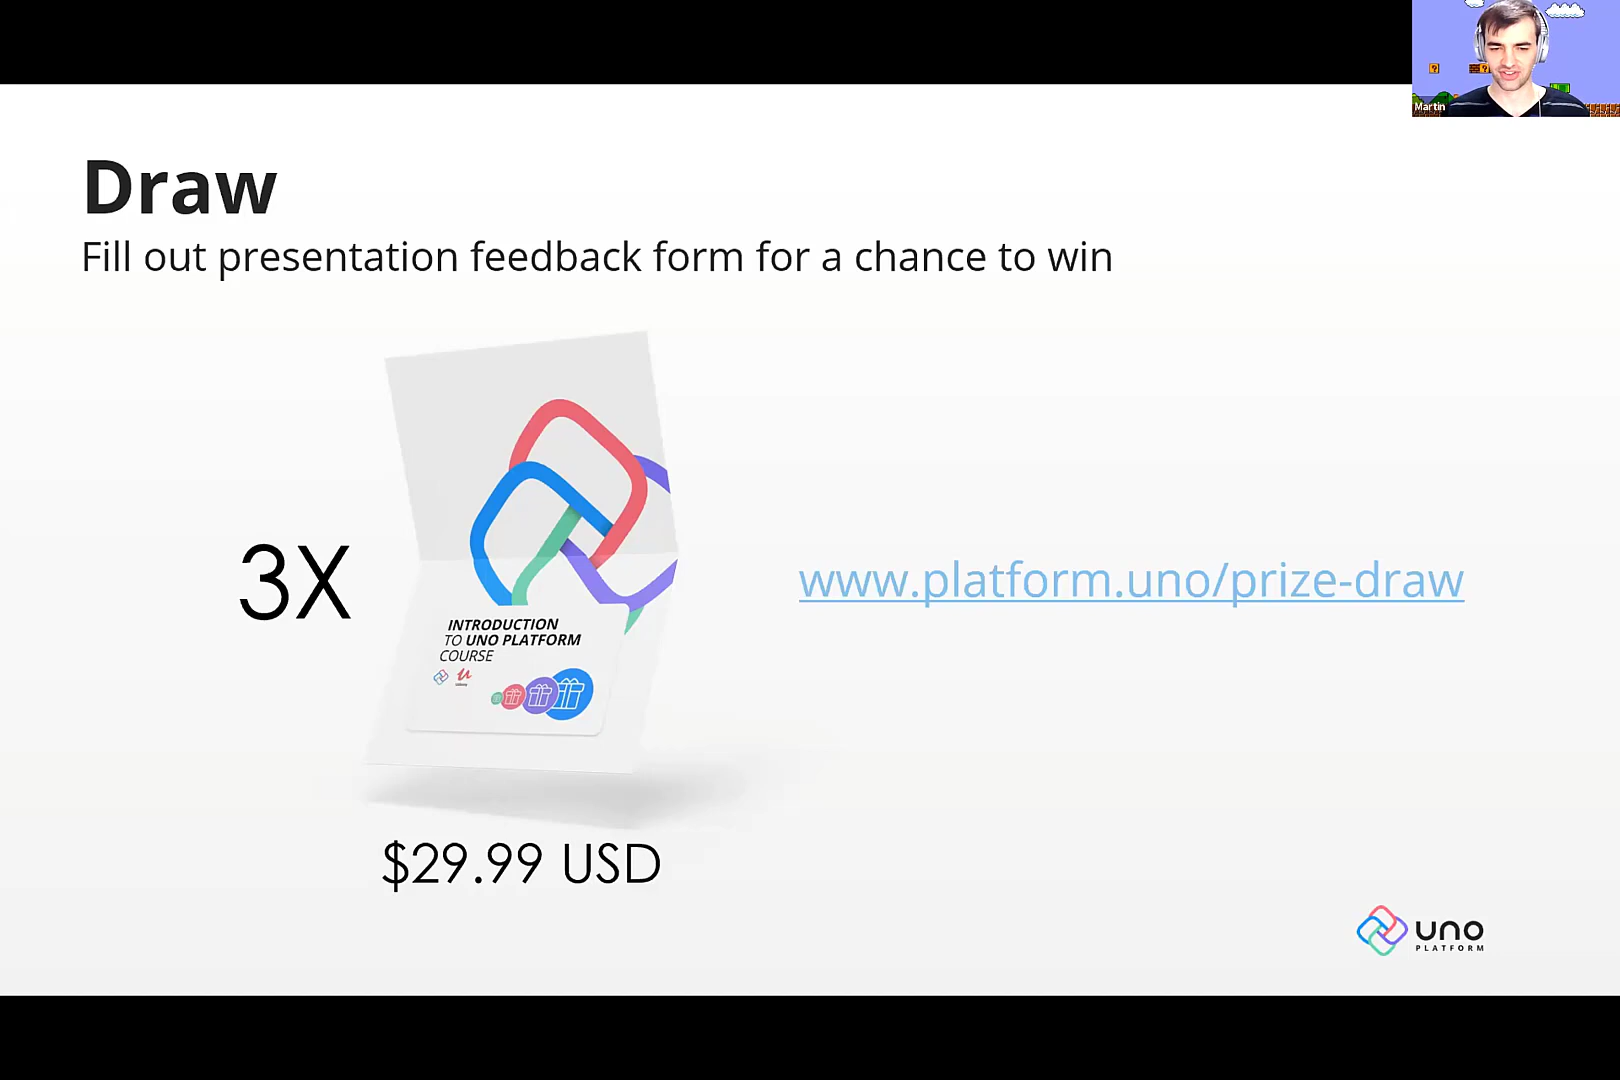 Martin
Draw
Fill out presentation feedback form for a chance to win
3X
INTRODUCTION
TO UNO PLATFORM
COURSE
www.platform.uno/prize-draw
$29.99 USD
uno
PLATFORM